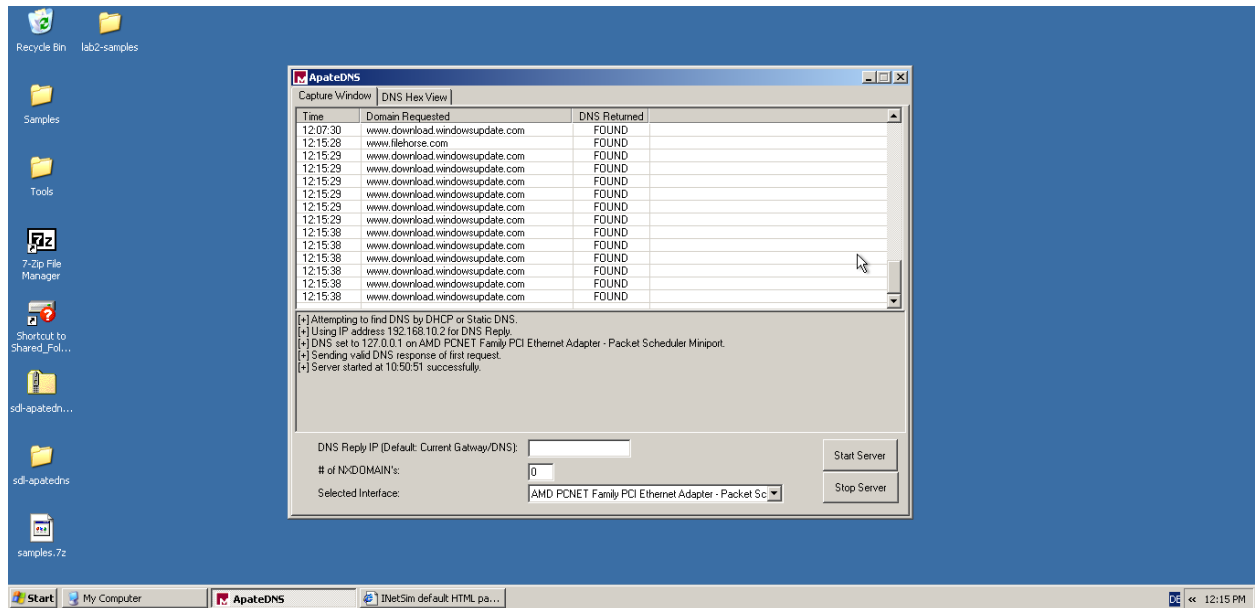 Recycle Bin
lab2-samples
Samples
Tools
7-Zip File
Manager
Shortcut to
Shared_Fol...
sdl-apatedn...
sdl-apatedns
samples.7z
ApateDNS
Capture Window DNS Hex View
Time Domain Requested DNS Returned
12:07:30 www.download.windowsupdate.com FOUND
12:15:28 www.filehorse.com FOUND
12:15:29 www.download.windowsupdate.com FOUND
12:15:29 www.download.windowsupdate.com FOUND
12:15:29 www.download.windowsupdate.com FOUND
12:15:29 www.download.windowsupdate.com FOUND
12:15:29 www.download.windowsupdate.com FOUND
12:15:29 www.download.windowsupdate.com FOUND
12:15:38 www.download.windowsupdate.com FOUND
12:15:38 www.download.windowsupdate.com FOUND
12:15:38 www.download.windowsupdate.com FOUND
12:15:38 www.download.windowsupdate.com FOUND
12:15:38 www.download.windowsupdate.com FOUND
12:15:38 www.download.windowsupdate.com FOUND
[+] Attempting to find DNS by DHCP or Static DNS.
[+] Using IP address 192.168.10.2 for DNS Reply.
[+] DNS set to 127.0.0.1 on AMD PCNET Family PCI Ethernet Adapter - Packet Scheduler Miniport.
[+] Sending valid DNS response of first request.
[+] Server started at 10:50:51 successfully.
DNS Reply IP (Default: Current Gatway/DNS):
# of NXDOMAIN's: 0
Selected Interface: AMD PCNET Family PCI Ethernet Adapter - Packet Sc
Start Server
Stop Server
Start My Computer ApateDNS INetSim default HTML pa... DE « 12:15 PM